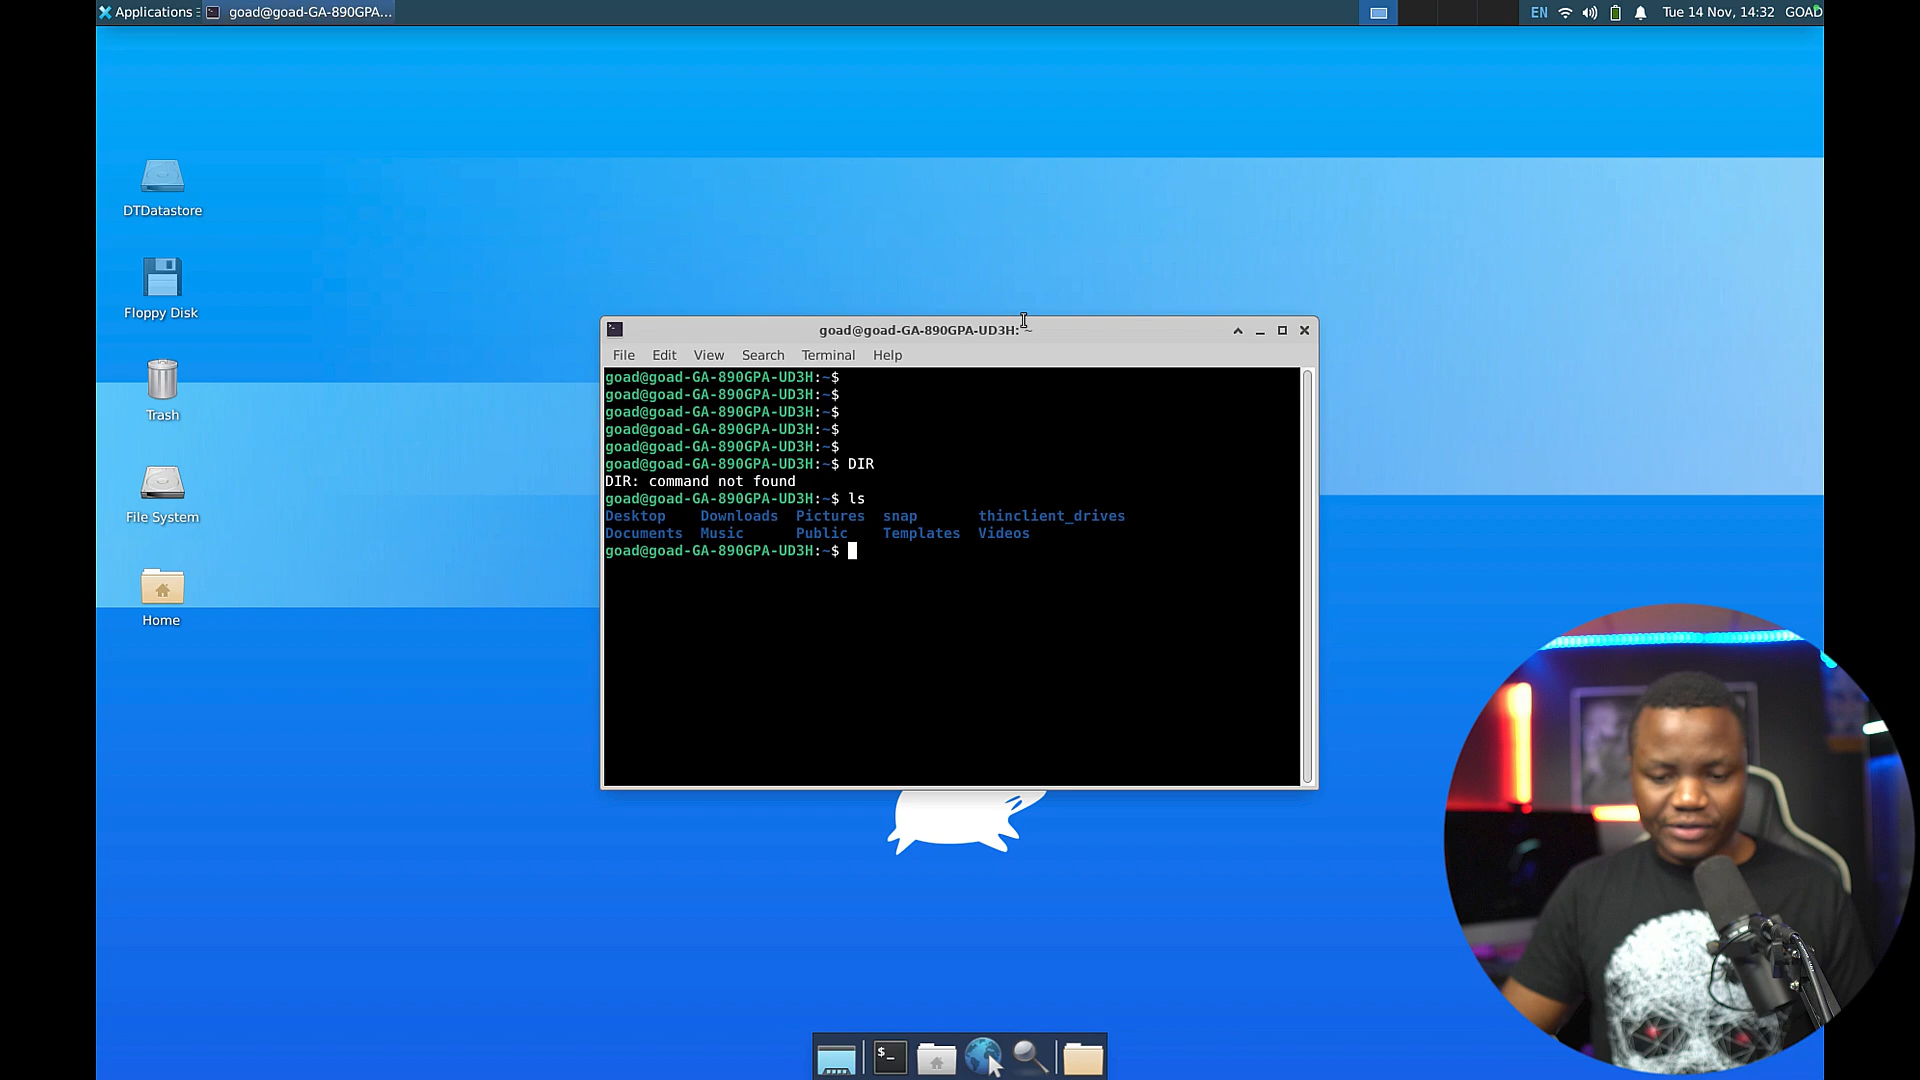 Applications
goad@goad-GA-890GPA...
EN
Tue 14 Nov, 14:32
GOAD
DTDatastore
Floppy Disk
Trash
File System
Home
goad@goad-GA-890GPA-UD3H: ~
File Edit View Search Terminal Help
goad@goad-GA-890GPA-UD3H:~$
goad@goad-GA-890GPA-UD3H:~$
goad@goad-GA-890GPA-UD3H:~$
goad@goad-GA-890GPA-UD3H:~$
goad@goad-GA-890GPA-UD3H:~$
goad@goad-GA-890GPA-UD3H:~$ DIR
DIR: command not found
goad@goad-GA-890GPA-UD3H:~$ ls
Desktop Downloads Pictures snap thinclient_drives
Documents Music Public Templates Videos
goad@goad-GA-890GPA-UD3H:~$
$_